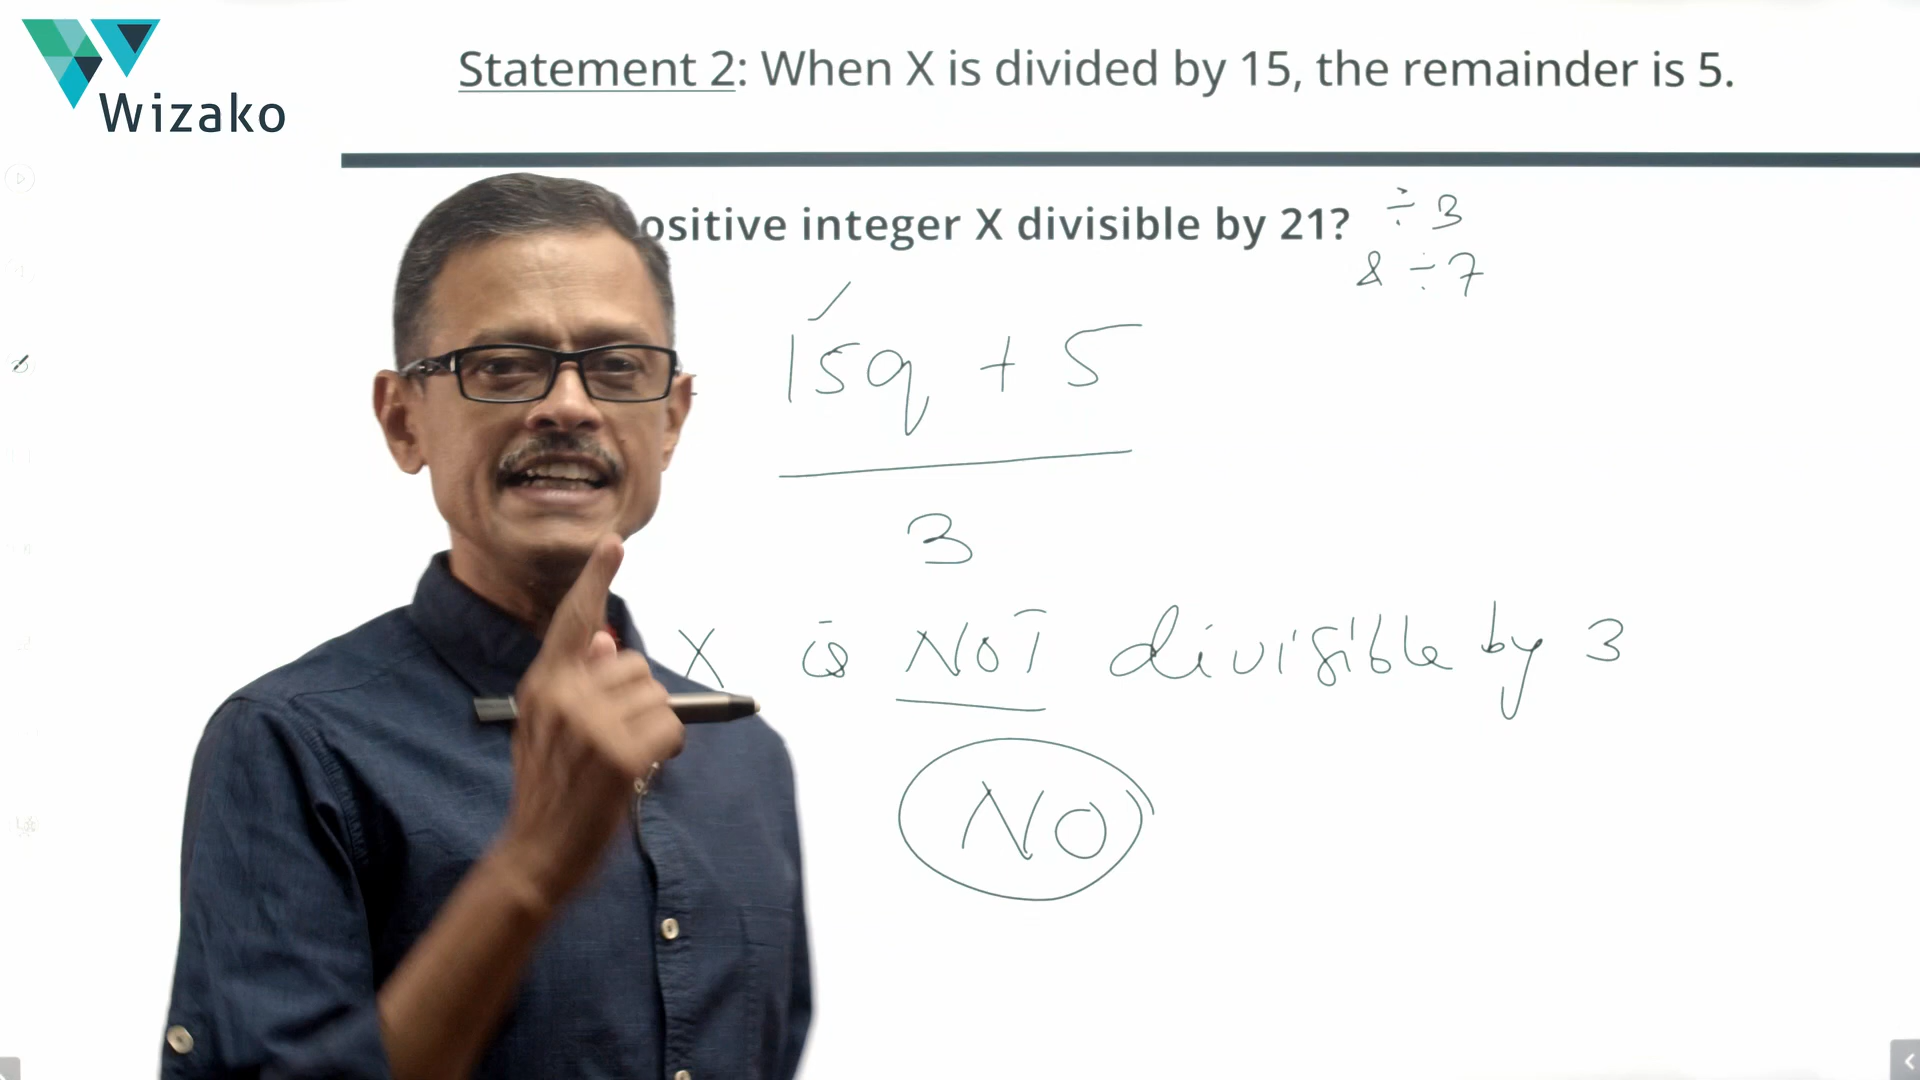 Wizako
Statement 2: When X is divided by 15, the remainder is 5.
ositive integer X divisible by 21? ÷ 3
& ÷ 7
15q + 5
3
X is NOT divisible by 3
NO